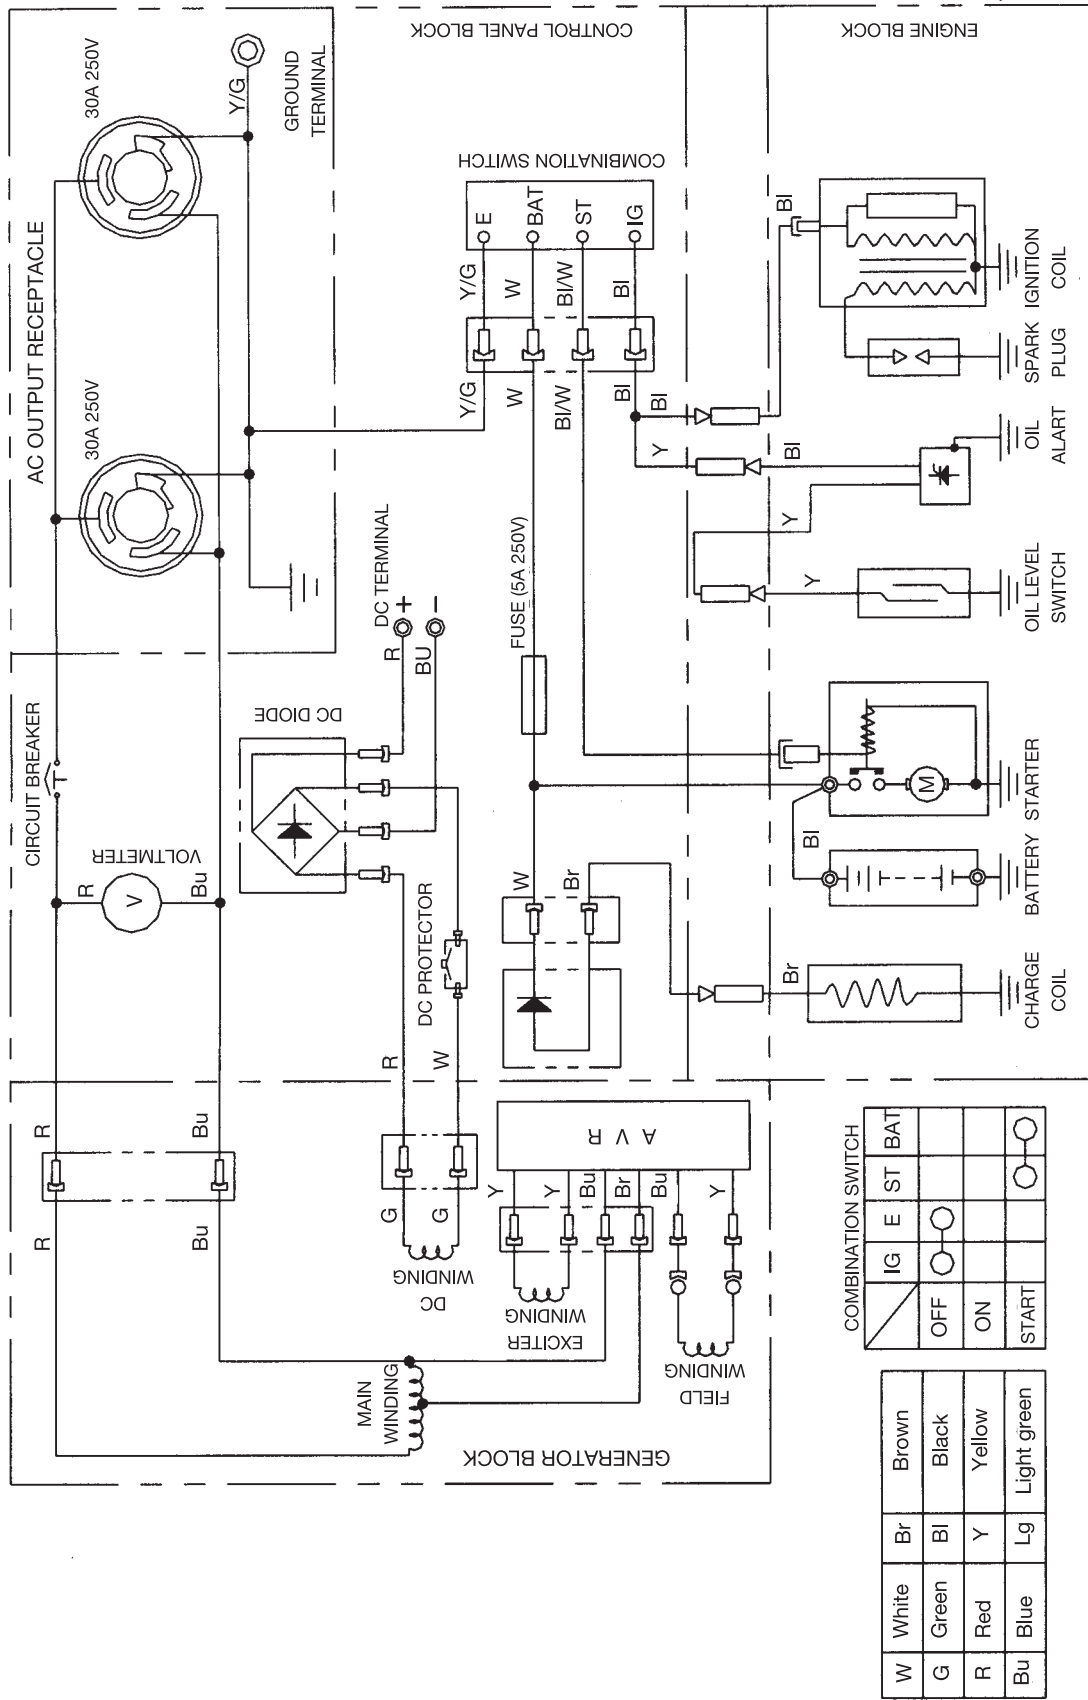 AC OUTPUT RECEPTACLE
30A 250V
30A 250V
Y/G
GROUND
TERMINAL
CONTROL PANEL BLOCK
ENGINE BLOCK
CIRCUIT BREAKER
VOLTMETER
V
R
Bu
R
Bu
R
Bu
DC DIODE
DC TERMINAL
R
+
BU
-
DC PROTECTOR
R
W
G
G
DC
WINDING
MAIN
WINDING
GENERATOR BLOCK
EXCITER
WINDING
FIELD
WINDING
Y
Y
Bu
Br
Bu
Y
A V R
COMBINATION SWITCH
E
BAT
ST
IG
Y/G
W
Bl/W
Bl
Y/G
W
Bl/W
Bl
Bl
Y
FUSE (5A 250V)
W
Br
Br
CHARGE
COIL
Bl
BATTERY
M
STARTER
Y
OIL LEVEL
SWITCH
Y
Bl
OIL
ALART
SPARK
PLUG
Bl
IGNITION
COIL
COMBINATION SWITCH
IG E ST BAT
OFF
ON
START
W White Br Brown
G Green Bl Black
R Red Y Yellow
Bu Blue Lg Light green